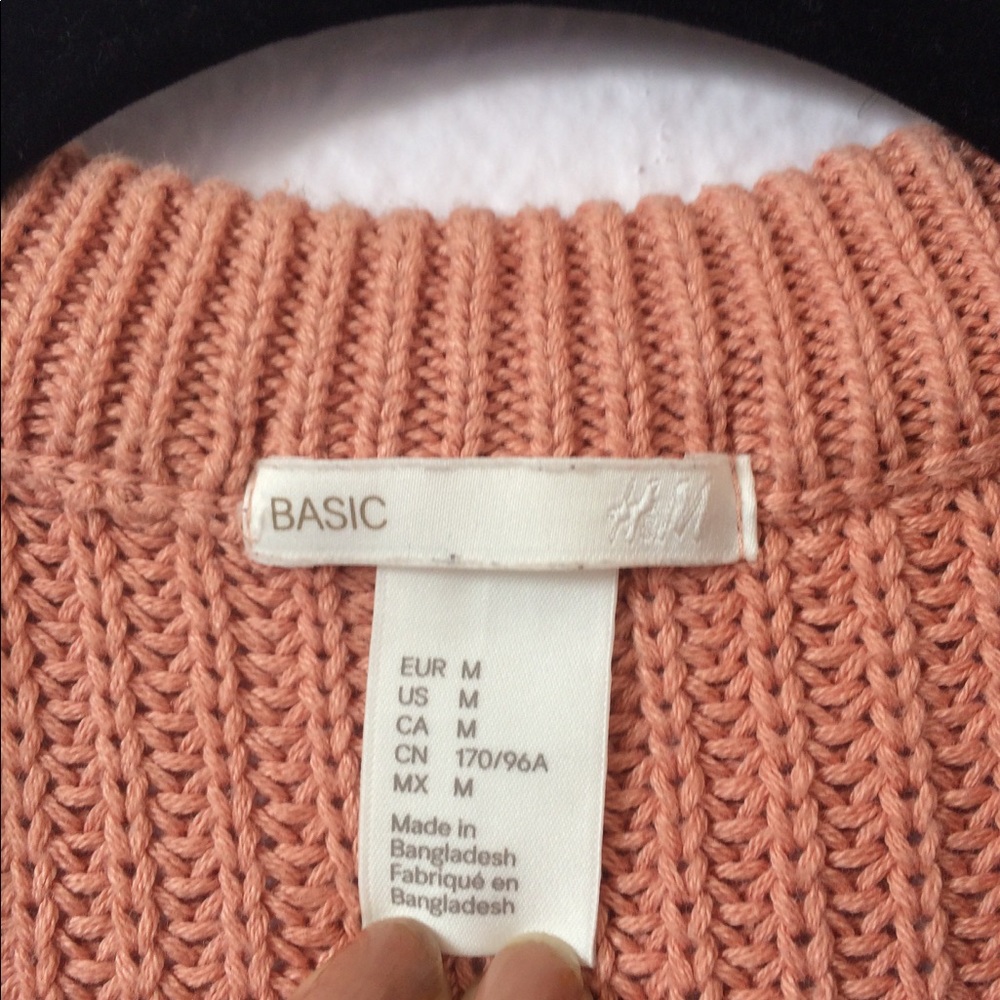 BASIC H&M
EUR M
US M
CA M
CN 170/96A
MX M
Made in
Bangladesh
Fabriqué en
Bangladesh